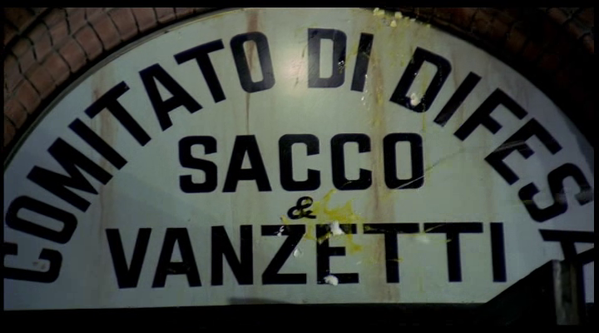 COMITATO DI DIFESA
SACCO
&
VANZETTI